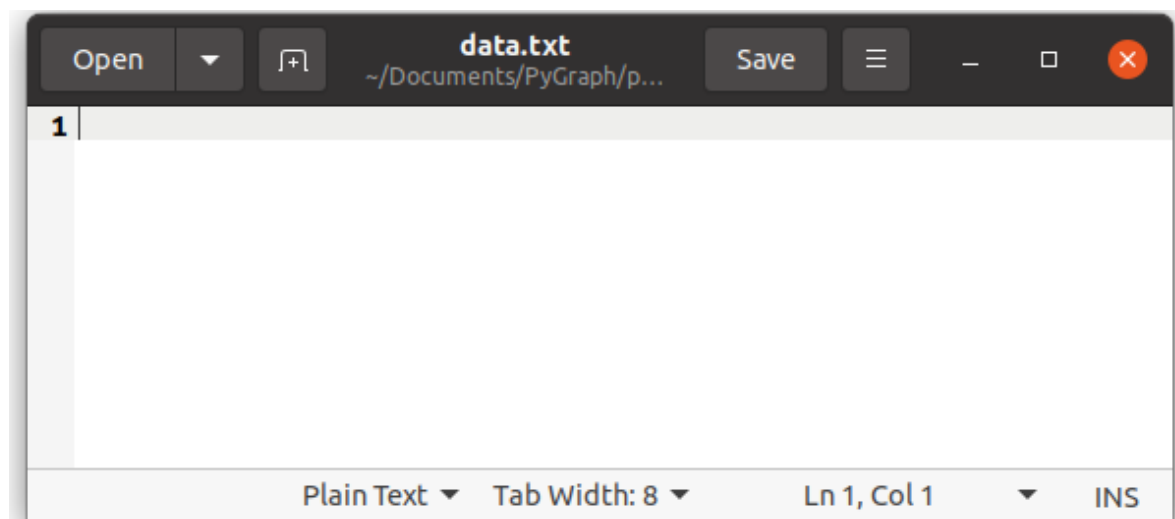 Open data.txt Save
~/Documents/PyGraph/p...
1
Plain Text Tab Width: 8 Ln 1, Col 1 INS